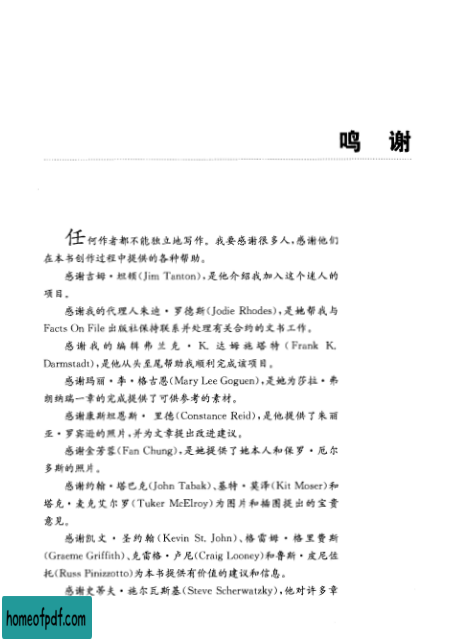 鸣 谢
任何作者都不能独立地写作。我要感谢很多人,感谢他们
在本书创作过程中提供的各种帮助。
感谢吉姆·坦顿(Jim Tanton),是他介绍我加入这个迷人的
项目。
感谢我的代理人朱迪·罗德斯(Jodie Rhodes),是她帮我与
Facts On File 出版社保持联系并处理有关合约的文书工作。
感谢我的编辑弗兰克·K. 达姆施塔特(Frank K.
Darmstadt),是他从头至尾帮助我顺利完成该项目。
感谢玛丽·李·格古恩(Mary Lee Goguen),是她为莎拉·弗
朗纳瑞一章的完成提供了可供参考的素材。
感谢康斯坦恩斯· 里德(Constance Reid),是他提供了朱丽
亚·罗宾逊的照片,并为文章提出改进建议。
感谢金芳蓉(Fan Chung),是她提供了她本人和保罗·厄尔
多斯的照片。
感谢约翰·塔巴克(John Tabak)、基特·莫泽(Kit Moser)和
塔克·麦克艾尔罗(Tuker McElroy)为图片和插图提出的宝贵
意见。
感谢凯文·圣约翰(Kevin St. John)、格雷姆·格里费斯
(Graeme Griffith)、克雷格·卢尼(Craig Looney)和鲁斯·皮尼佐
托(Russ Pinizzotto)为本书提供有价值的建议和信息。
感谢史蒂夫·施尔瓦斯基(Steve Scherwatzky),他对许多章
homeofpdf.com